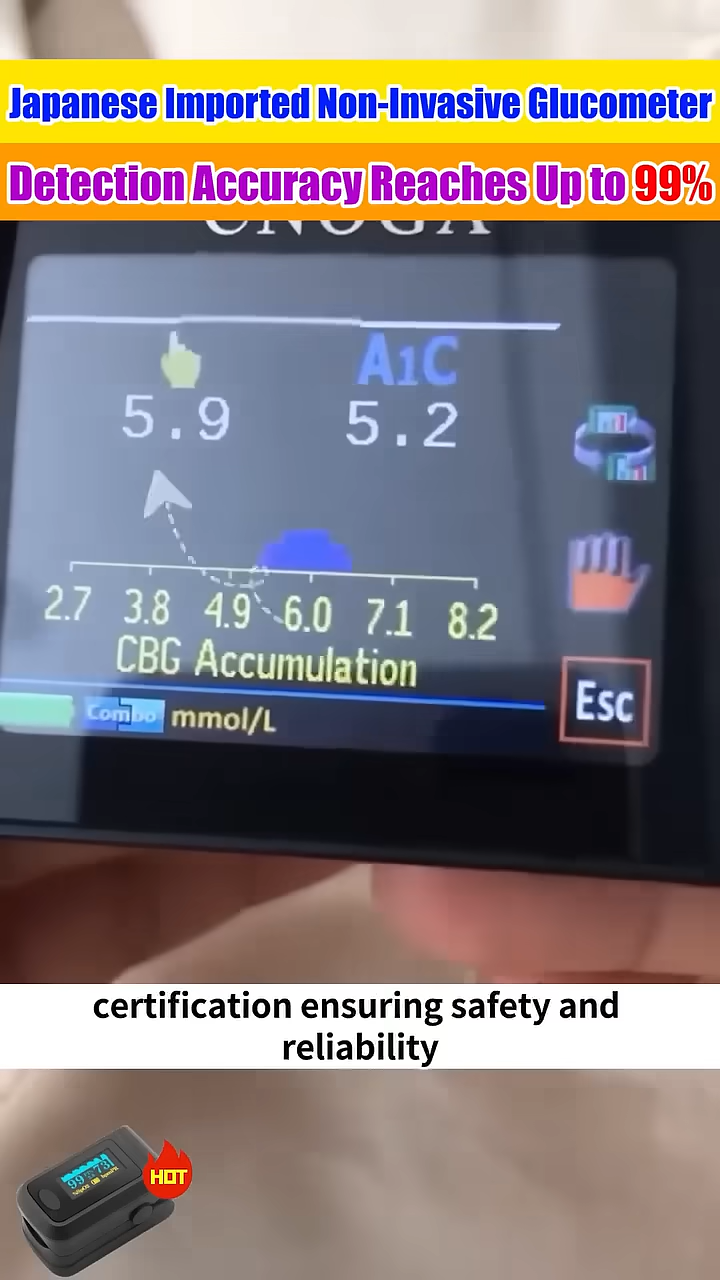 Japanese Imported Non-Invasive Glucometer
Detection Accuracy Reaches Up to 99%
A1C
5.9 5.2
2.7 3.8 4.9 6.0 7.1 8.2
CBG Accumulation
Combo mmol/L
Esc
certification ensuring safety and
reliability
HOT
99 73